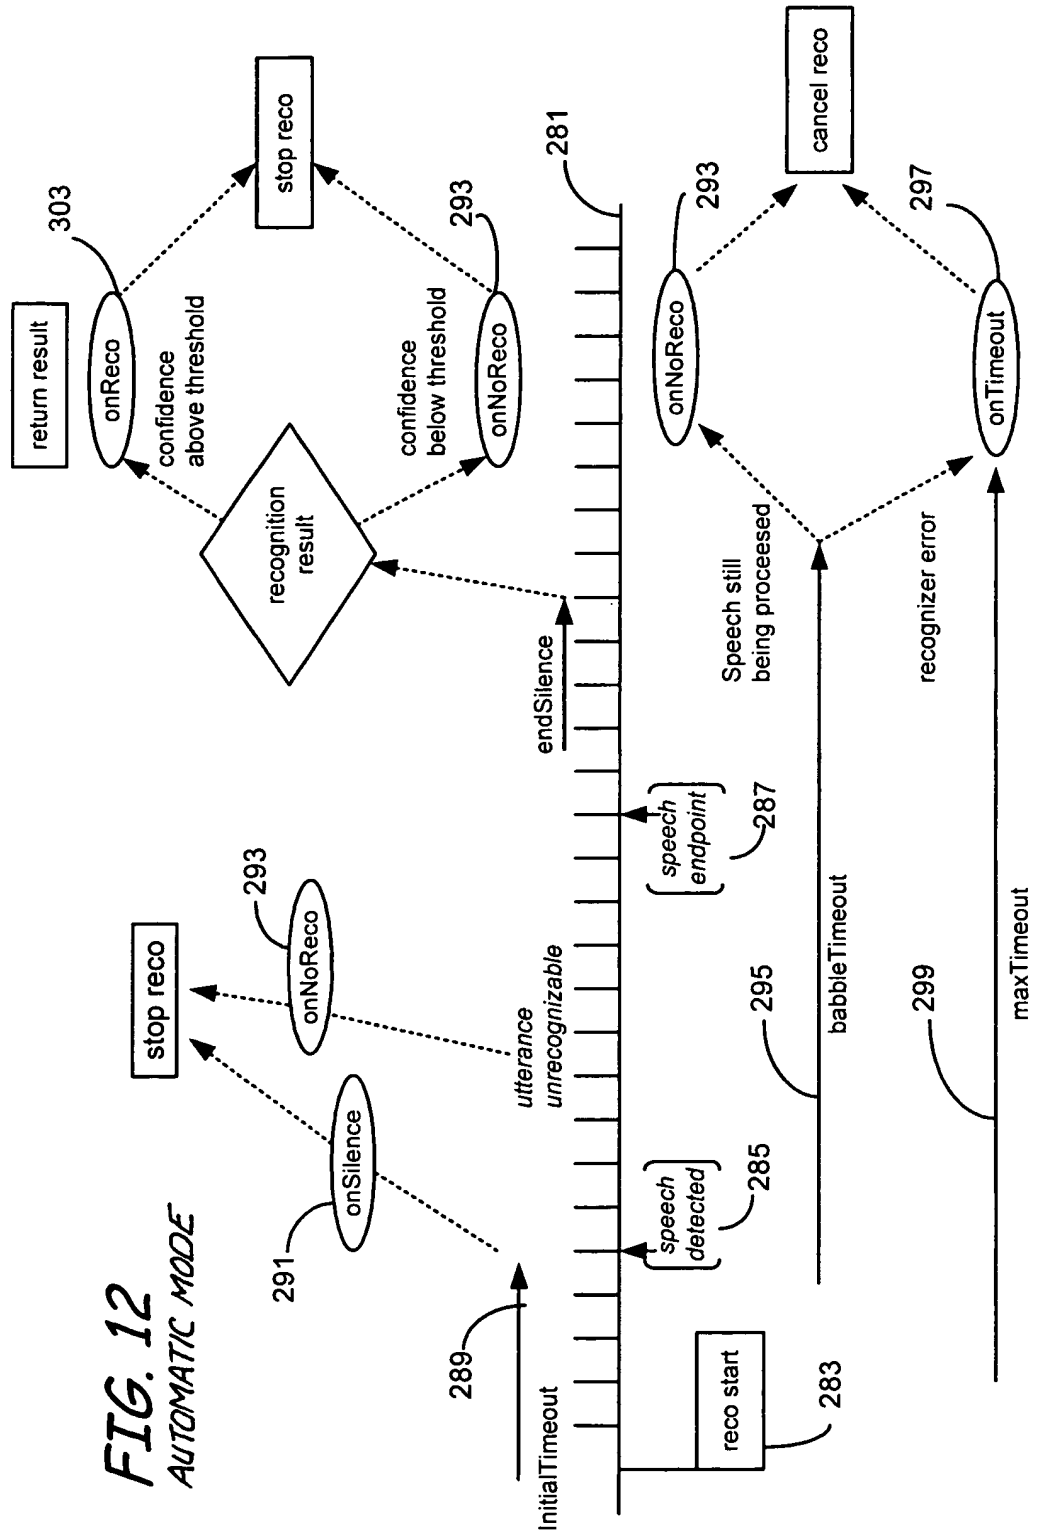 FIG. 12
AUTOMATIC MODE
return result
303
onReco
confidence
above threshold
stop reco
recognition
result
confidence
below threshold
onNoReco
293
stop reco
onNoReco
293
onSilence
291
utterance
unrecognizable
endSilence
InitialTimeout
289
281
reco start
283
speech
detected
285
speech
endpoint
287
Speech still
being proceesed
onNoReco
293
cancel reco
babbleTimeout
295
recognizer error
onTimeout
297
maxTimeout
299